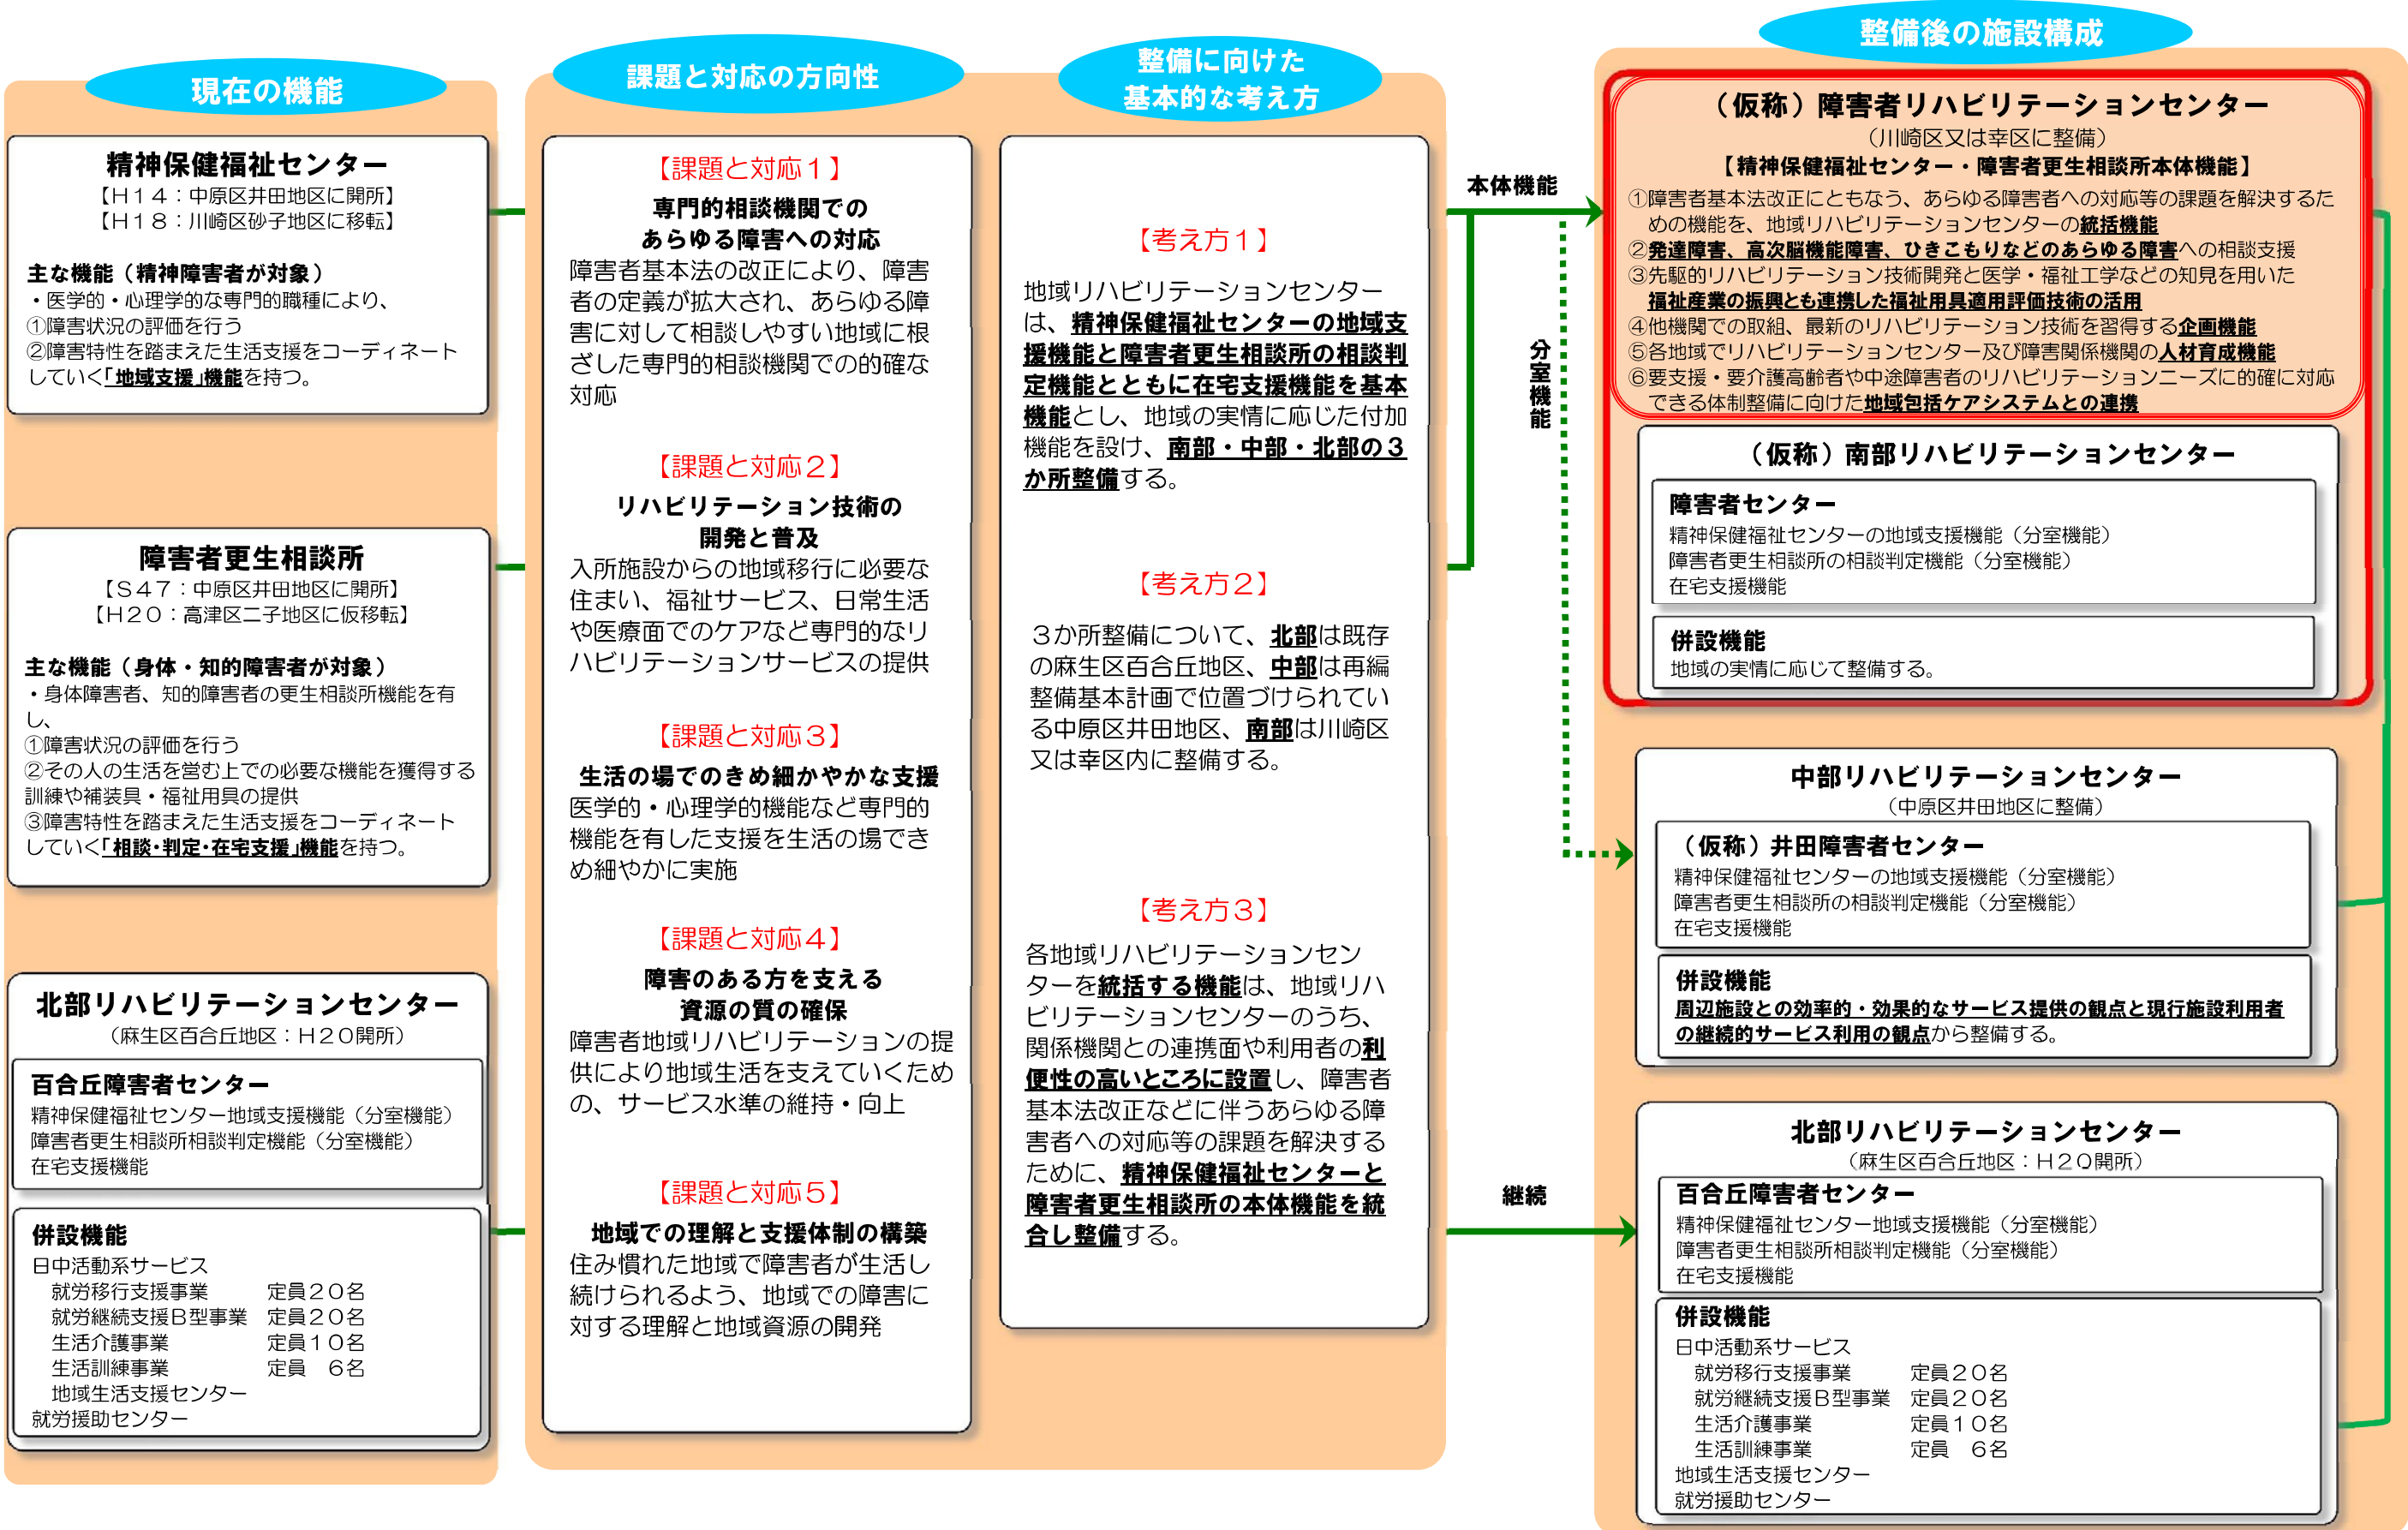 現在の機能
精神保健福祉センター
【H14：中原区井田地区に開所】
【H18：川崎区砂子地区に移転】
主な機能（精神障害者が対象）
・医学的・心理学的な専門的職種により、
①障害状況の評価を行う
②障害特性を踏まえた生活支援をコーディネート
していく「地域支援」機能を持つ。
障害者更生相談所
【S47：中原区井田地区に開所】
【H20：高津区二子地区に仮移転】
主な機能（身体・知的障害者が対象）
・身体障害者、知的障害者の更生相談所機能を有
し、
①障害状況の評価を行う
②その人の生活を営む上での必要な機能を獲得する
訓練や補装具・福祉用具の提供
③障害特性を踏まえた生活支援をコーディネート
していく「相談・判定・在宅支援」機能を持つ。
北部リハビリテーションセンター
（麻生区百合丘地区：H20開所）
百合丘障害者センター
精神保健福祉センター地域支援機能（分室機能）
障害者更生相談所相談判定機能（分室機能）
在宅支援機能
併設機能
日中活動系サービス
就労移行支援事業　定員20名
就労継続支援B型事業　定員20名
生活介護事業　定員10名
生活訓練事業　定員　6名
地域生活支援センター
就労援助センター
課題と対応の方向性
【課題と対応1】
専門的相談機関での
あらゆる障害への対応
障害者基本法の改正により、障害
者の定義が拡大され、あらゆる障
害に対して相談しやすい地域に根
ざした専門的相談機関での的確な
対応
【課題と対応2】
リハビリテーション技術の
開発と普及
入所施設からの地域移行に必要な
住まい、福祉サービス、日常生活
や医療面でのケアなど専門的なリ
ハビリテーションサービスの提供
【課題と対応3】
生活の場でのきめ細かやかな支援
医学的・心理学的機能など専門的
機能を有した支援を生活の場でき
め細やかに実施
【課題と対応4】
障害のある方を支える
資源の質の確保
障害者地域リハビリテーションの提
供により地域生活を支えていくため
の、サービス水準の維持・向上
【課題と対応5】
地域での理解と支援体制の構築
住み慣れた地域で障害者が生活し
続けられるよう、地域での障害に
対する理解と地域資源の開発
整備に向けた
基本的な考え方
【考え方1】
地域リハビリテーションセンター
は、精神保健福祉センターの地域支
援機能と障害者更生相談所の相談判
定機能とともに在宅支援機能を基本
機能とし、地域の実情に応じた付加
機能を設け、南部・中部・北部の3
か所整備する。
【考え方2】
3か所整備について、北部は既存
の麻生区百合丘地区、中部は再編
整備基本計画で位置づけられてい
る中原区井田地区、南部は川崎区
又は幸区内に整備する。
【考え方3】
各地域リハビリテーションセン
ターを統括する機能は、地域リハ
ビリテーションセンターのうち、
関係機関との連携面や利用者の利
便性の高いところに設置し、障害者
基本法改正などに伴うあらゆる障
害者への対応等の課題を解決する
ために、精神保健福祉センターと
障害者更生相談所の本体機能を統
合し整備する。
本体機能
分室機能
継続
整備後の施設構成
（仮称）障害者リハビリテーションセンター
（川崎区又は幸区に整備）
【精神保健福祉センター・障害者更生相談所本体機能】
①障害者基本法改正にともなう、あらゆる障害者への対応等の課題を解決するた
めの機能を、地域リハビリテーションセンターの統括機能
②発達障害、高次脳機能障害、ひきこもりなどのあらゆる障害への相談支援
③先駆的リハビリテーション技術開発と医学・福祉工学などの知見を用いた
福祉産業の振興とも連携した福祉用具適用評価技術の活用
④他機関での取組、最新のリハビリテーション技術を習得する企画機能
⑤各地域でリハビリテーションセンター及び障害関係機関の人材育成機能
⑥要支援・要介護高齢者や中途障害者のリハビリテーションニーズに的確に対応
できる体制整備に向けた地域包括ケアシステムとの連携
（仮称）南部リハビリテーションセンター
障害者センター
精神保健福祉センターの地域支援機能（分室機能）
障害者更生相談所の相談判定機能（分室機能）
在宅支援機能
併設機能
地域の実情に応じて整備する。
中部リハビリテーションセンター
（中原区井田地区に整備）
（仮称）井田障害者センター
精神保健福祉センターの地域支援機能（分室機能）
障害者更生相談所の相談判定機能（分室機能）
在宅支援機能
併設機能
周辺施設との効率的・効果的なサービス提供の観点と現行施設利用者
の継続的サービス利用の観点から整備する。
北部リハビリテーションセンター
（麻生区百合丘地区：H20開所）
百合丘障害者センター
精神保健福祉センター地域支援機能（分室機能）
障害者更生相談所相談判定機能（分室機能）
在宅支援機能
併設機能
日中活動系サービス
就労移行支援事業　定員20名
就労継続支援B型事業　定員20名
生活介護事業　定員10名
生活訓練事業　定員　6名
地域生活支援センター
就労援助センター